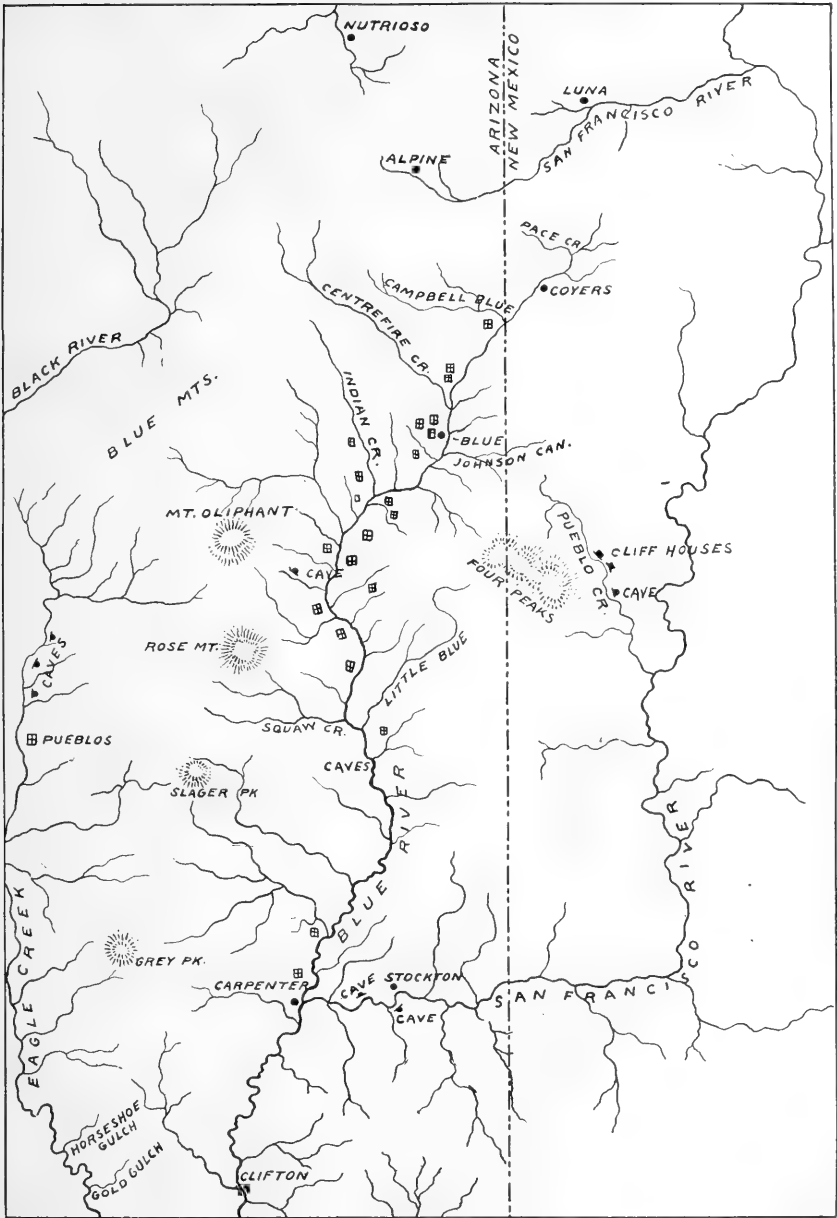 NUTRIOSO
ARIZONA
NEW MEXICO
LUNA
SAN FRANCISCO RIVER
ALPINE
PACE CR.
CAMPBELL BLUE
COYERS
CENTREFIRE CR.
BLACK RIVER
BLUE MTS.
INDIAN CR.
BLUE
JOHNSON CAN.
MT. OLIPHANT
PUEBLO CR.
CLIFF HOUSES
CAVE
FOUR PEAKS
CAVE
CAVES
ROSE MT.
LITTLE BLUE
SQUAW CR.
PUEBLOS
CAVES
SLAGER PK
BLUE RIVER
SAN FRANCISCO RIVER
EAGLE CREEK
GREY PK.
CARPENTER
CAVE
STOCKTON
CAVE
HORSESHOE
GULCH
GOLD GULCH
CLIFTON